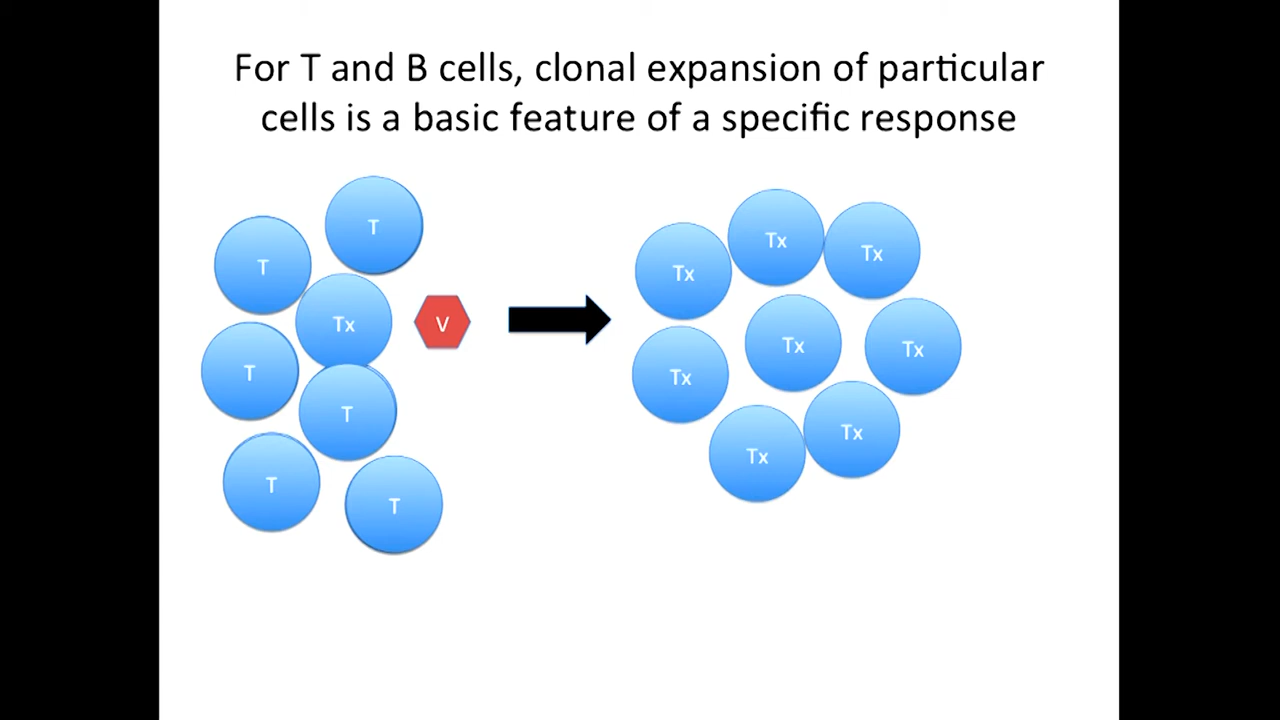 For T and B cells, clonal expansion of particular
cells is a basic feature of a specific response
T
T
Tx
V
T
T
T
T
Tx
Tx
Tx
Tx
Tx
Tx
Tx
Tx